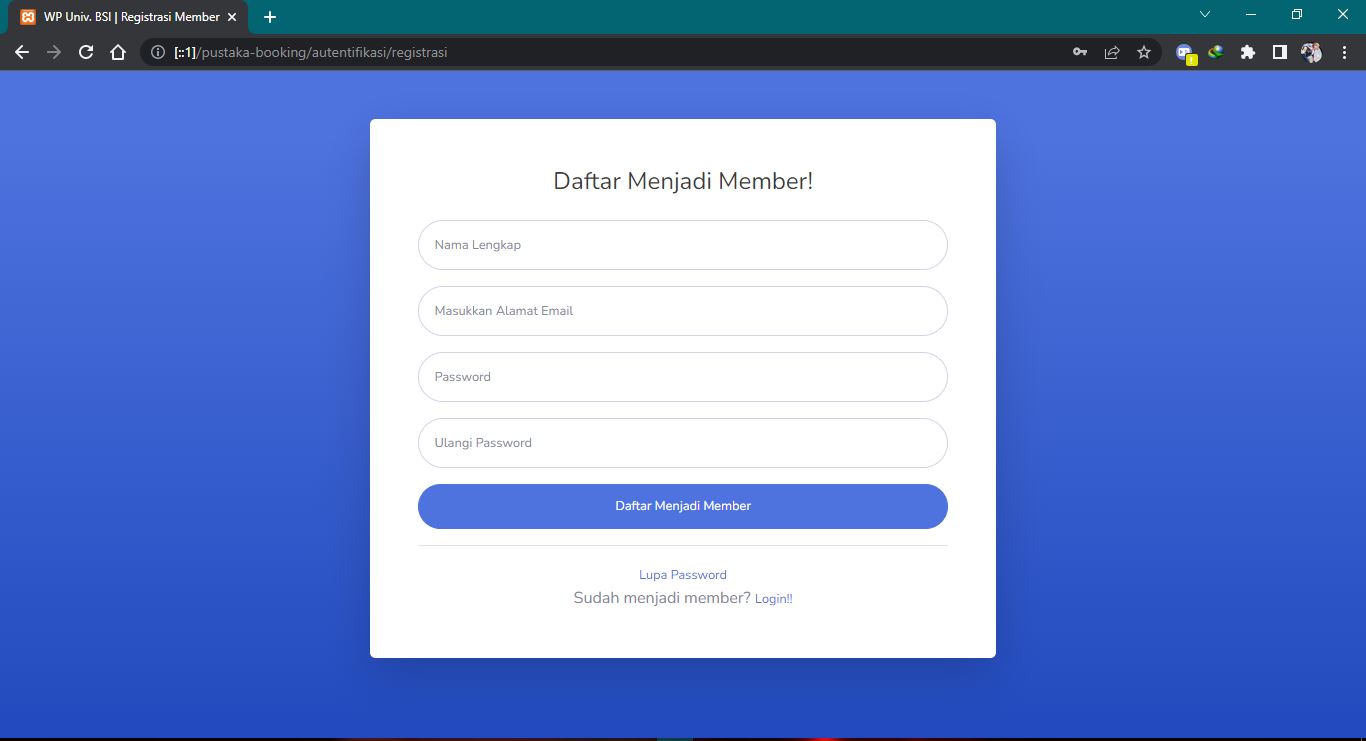 WP Univ. BSI | Registrasi Member
[::1]/pustaka-booking/autentifikasi/registrasi
Daftar Menjadi Member!
Nama Lengkap
Masukkan Alamat Email
Password
Ulangi Password
Daftar Menjadi Member
Lupa Password
Sudah menjadi member? Login!!